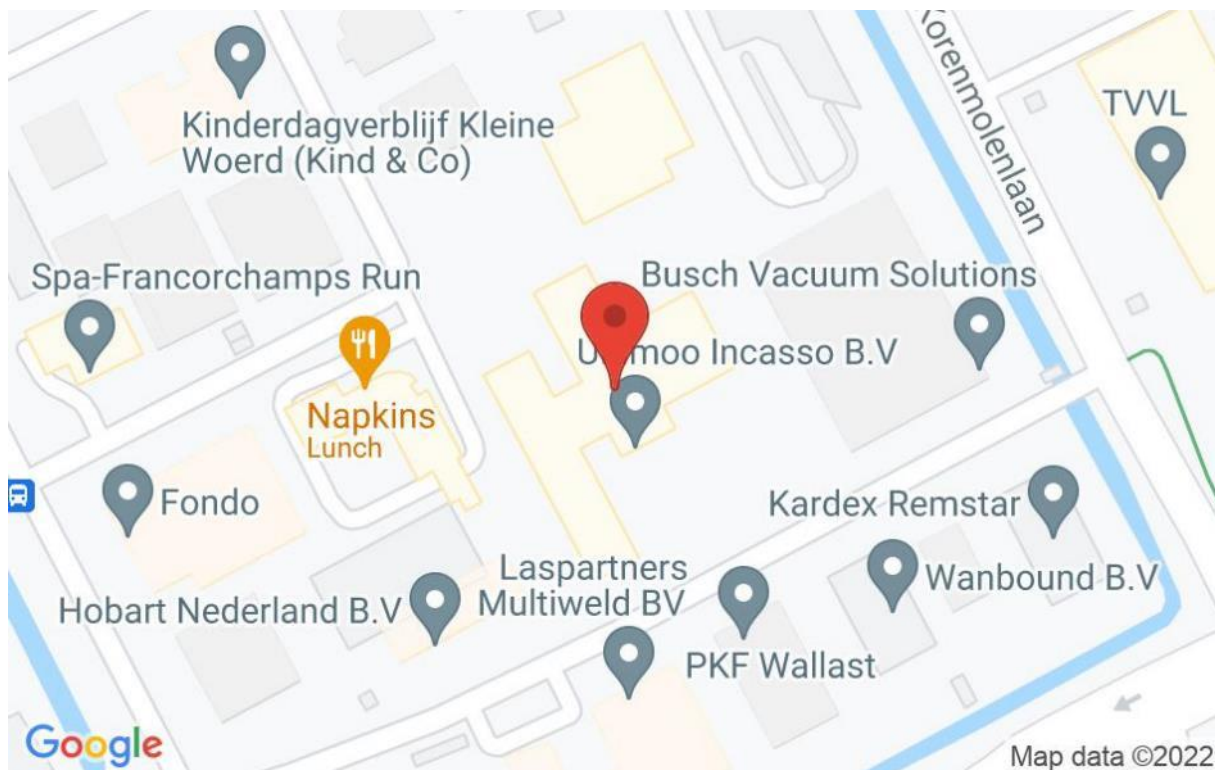 Korenmolenlaan
Kinderdagverblijf Kleine
Woerd (Kind & Co)
TVVL
Spa-Francorchamps Run
Busch Vacuum Solutions
Incasso B.V
Napkins
Lunch
Fondo
Kardex Remstar
Laspartners
Multiweld BV
Wanbound B.V
Hobart Nederland B.V
PKF Wallast
Google
Map data ©2022